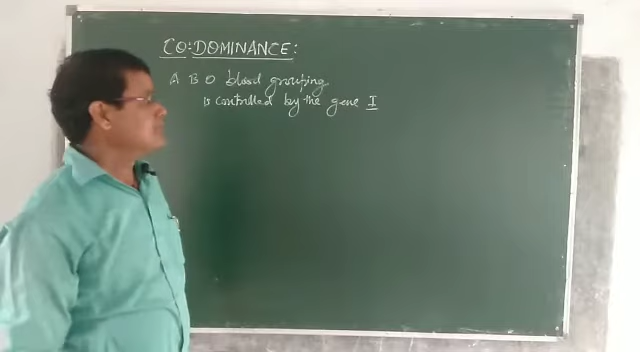 CO:DOMINANCE:
A B O blood grouping
is controlled by the gene I